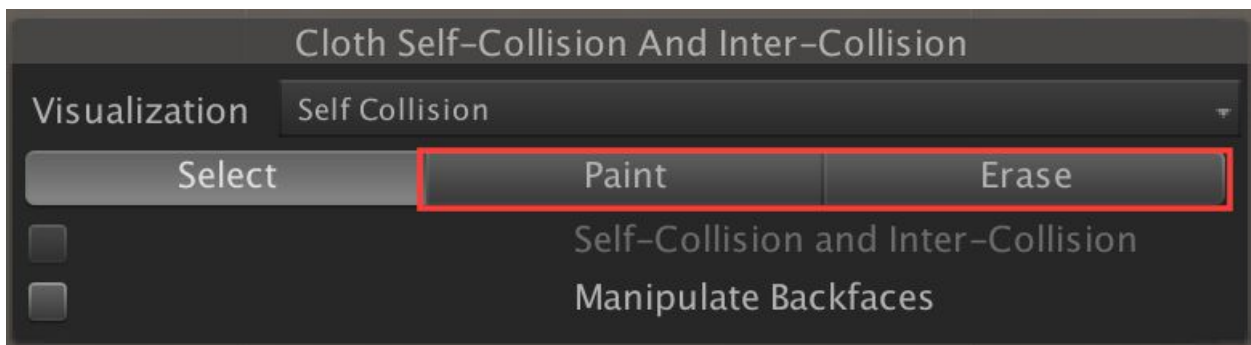 Cloth Self-Collision And Inter-Collision
Visualization Self Collision
Select Paint Erase
Self-Collision and Inter-Collision
Manipulate Backfaces